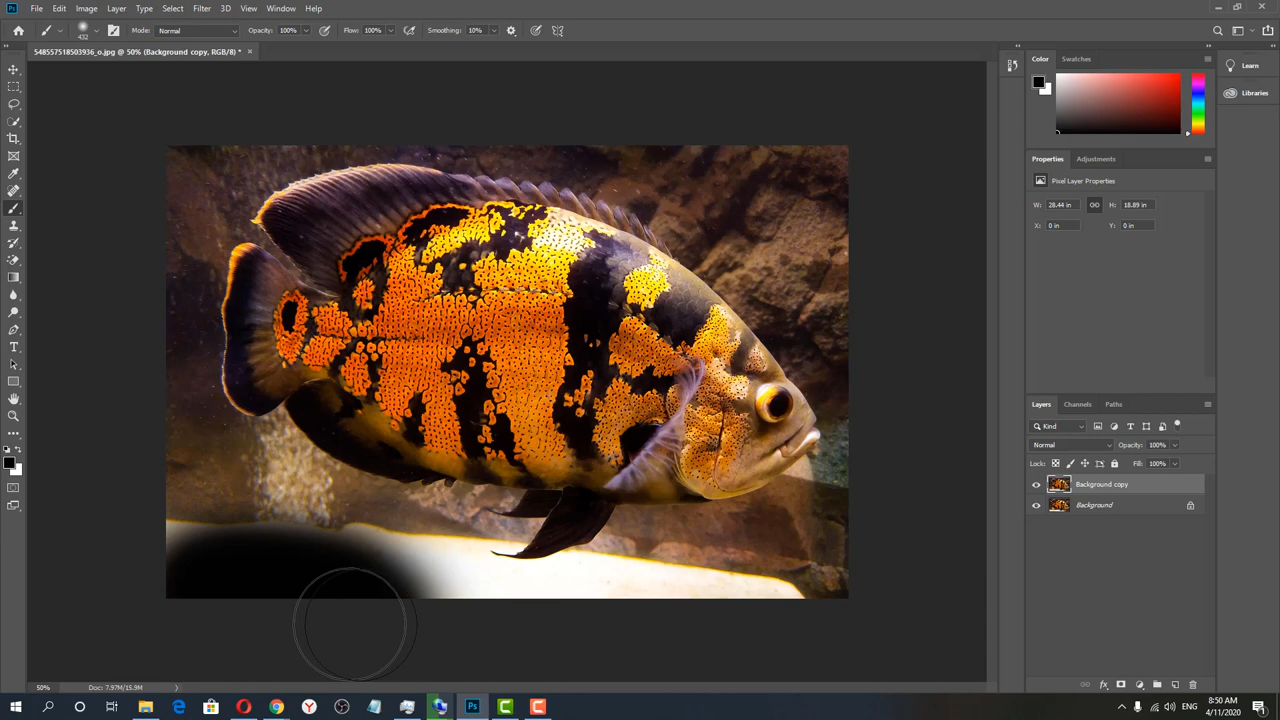 Ps File Edit Image Layer Type Select Filter 3D View Window Help
432 Mode: Normal Opacity: 100% Flow: 100% Smoothing: 10%
548557518503936_o.jpg @ 50% (Background copy, RGB/8) * ×
Color Swatches
Learn
Libraries
Properties Adjustments
Pixel Layer Properties
W: 28.44 in H: 18.89 in
X: 0 in Y: 0 in
Layers Channels Paths
Kind
Normal Opacity: 100%
Lock: Fill: 100%
Background copy
Background
50% Doc: 7.97M/15.9M
Ps ENG 8:50 AM
4/11/2020